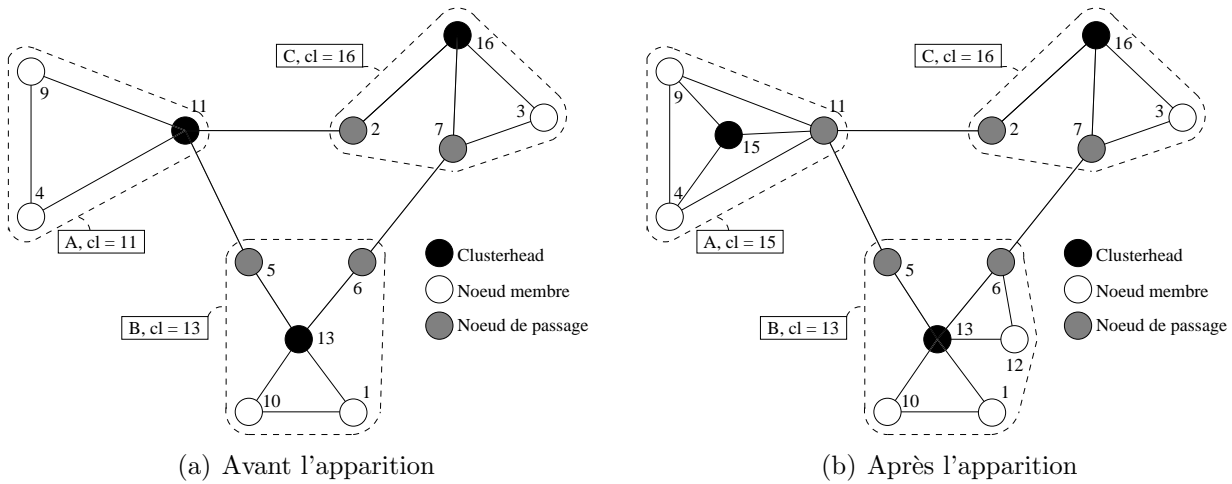 C, cl = 16
16
9
11
2
7
3
4
A, cl = 11
5
6
Clusterhead
Noeud membre
Noeud de passage
B, cl = 13
13
10
1
(a) Avant l'apparition
C, cl = 16
16
9
11
15
2
7
3
4
A, cl = 15
5
6
Clusterhead
Noeud membre
Noeud de passage
B, cl = 13
13
12
10
1
(b) Après l'apparition